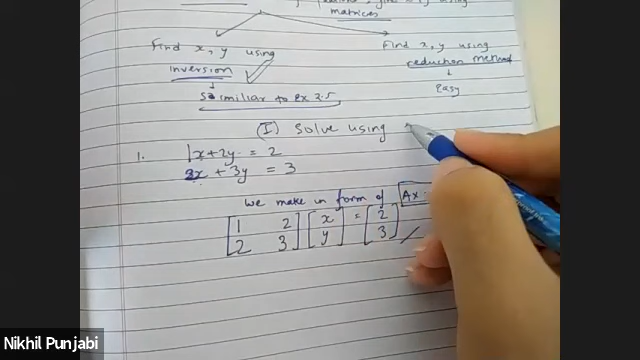 matrices
Find x, y using
inversion
Similiar to Ex 2.5
Find x, y using
reduction method
Easy
(I) Solve using
1. 1x + 2y = 2
2x + 3y = 3
We make in form of AX
[1 2] [x] = [2]
[2 3] [y] [3]
Nikhil Punjabi